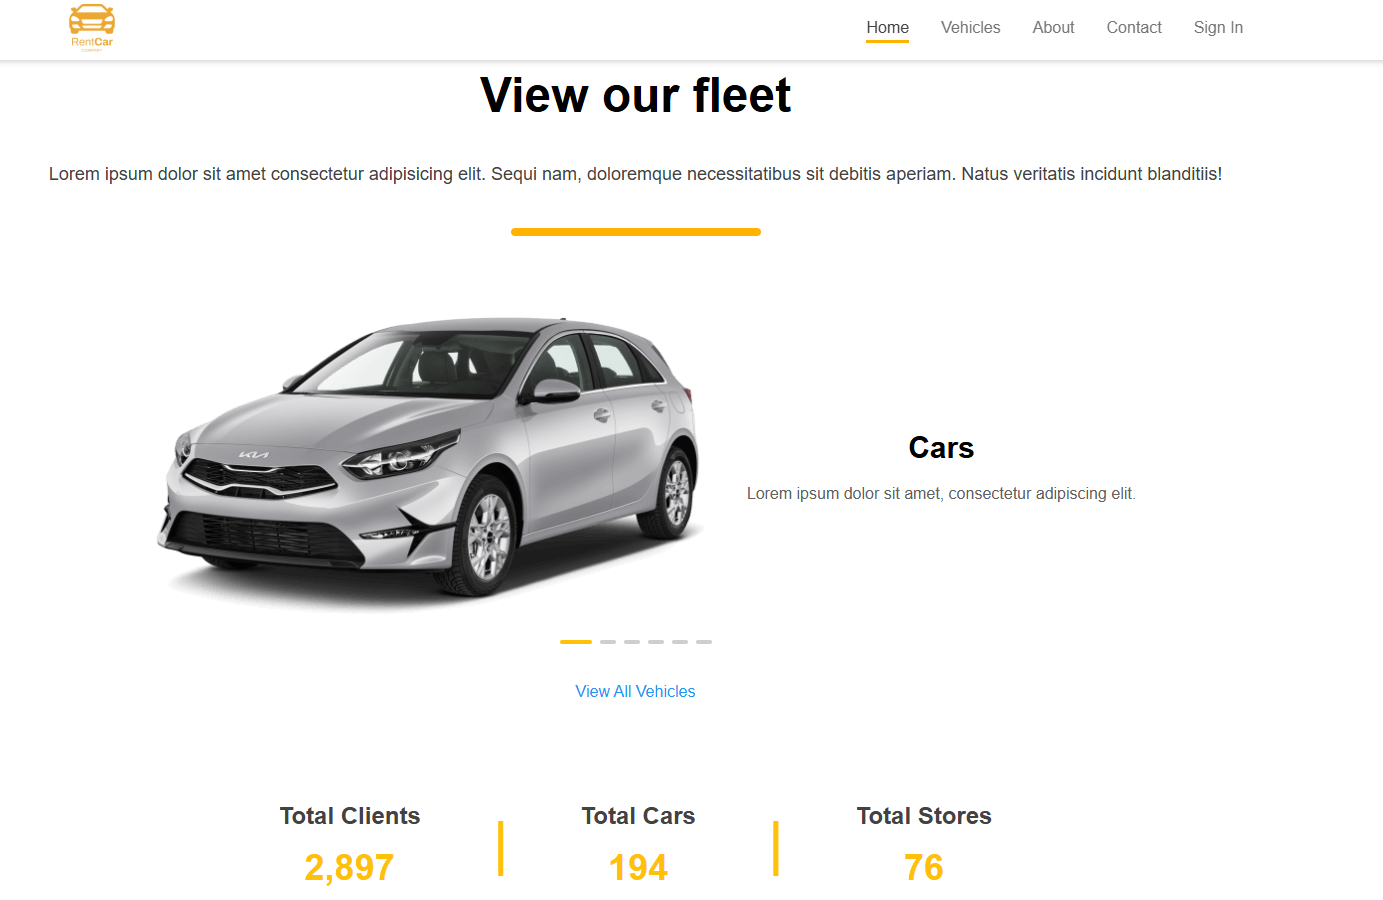 RentCar
COMPANY
Home Vehicles About Contact Sign In
View our fleet
Lorem ipsum dolor sit amet consectetur adipisicing elit. Sequi nam, doloremque necessitatibus sit debitis aperiam. Natus veritatis incidunt blanditiis!
KIA
Cars
Lorem ipsum dolor sit amet, consectetur adipiscing elit.
View All Vehicles
Total Clients Total Cars Total Stores
2,897 194 76